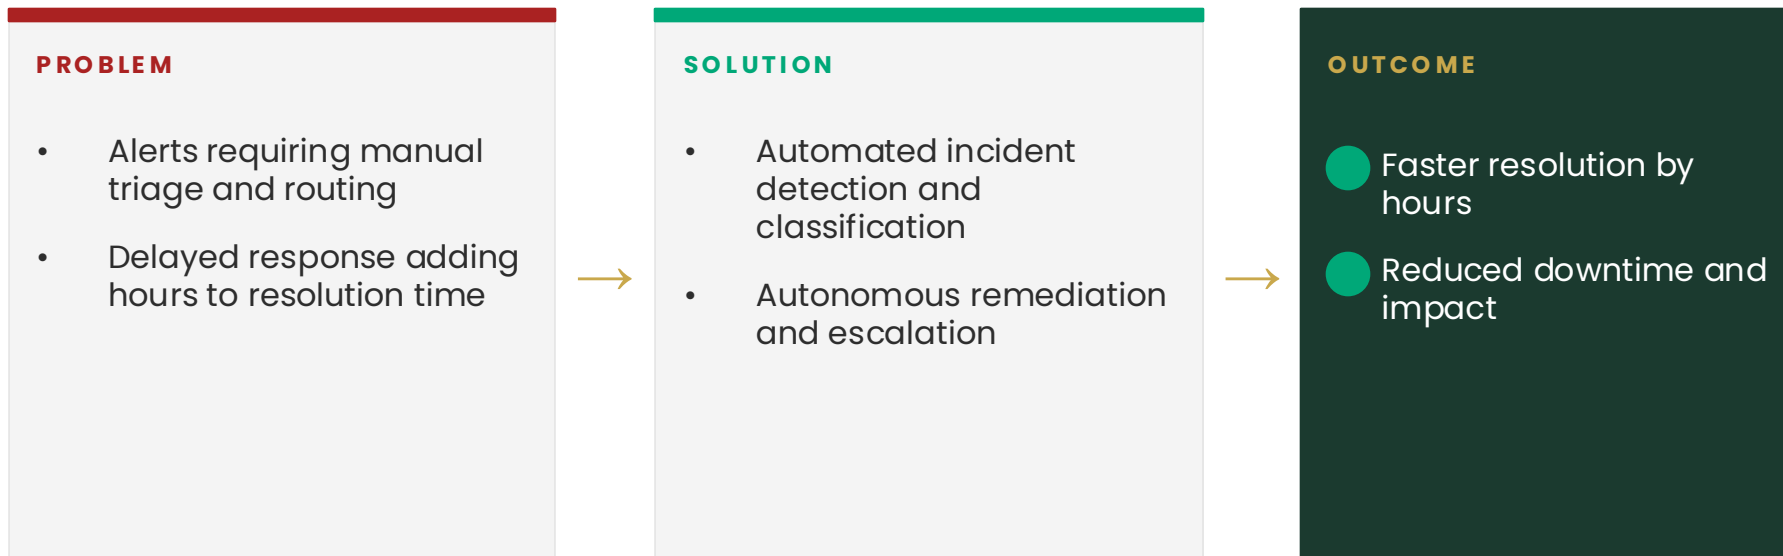 PROBLEM
• Alerts requiring manual
triage and routing
• Delayed response adding
hours to resolution time
→
SOLUTION
• Automated incident
detection and
classification
• Autonomous remediation
and escalation
→
OUTCOME
Faster resolution by
hours
Reduced downtime and
impact